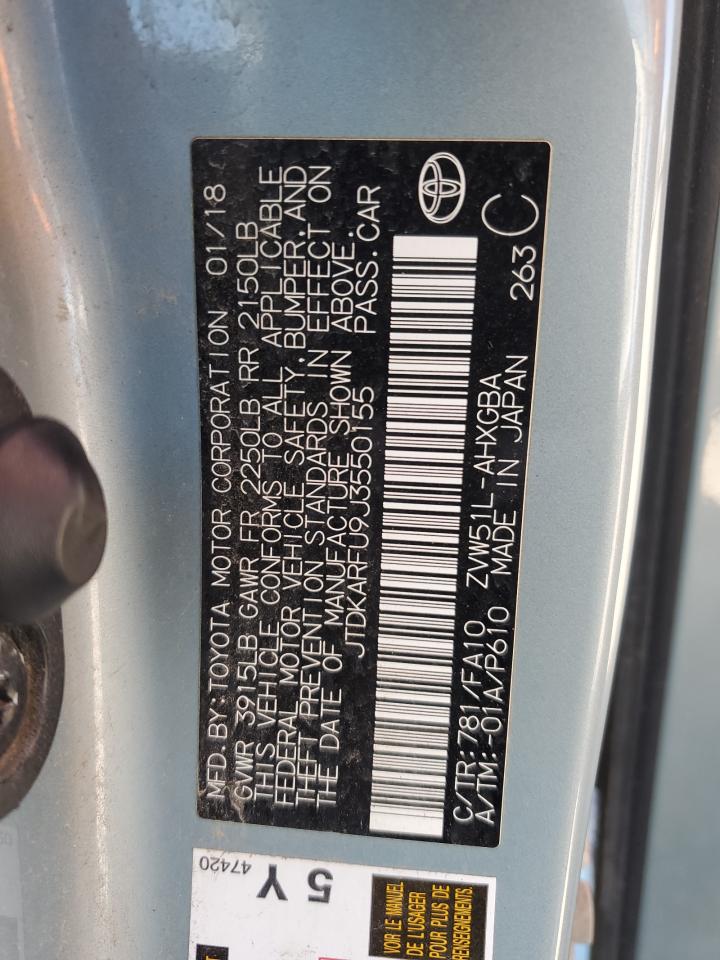 MFD.BY:TOYOTA MOTOR CORPORATION 01/18
GVWR 3915LB GAWR FR 2250LB RR 2150LB
THIS VEHICLE CONFORMS TO ALL APPLICABLE
FEDERAL MOTOR VEHICLE SAFETY,BUMPER,AND
THEFT PREVENTION STANDARDS IN EFFECT ON
THE DATE OF MANUFACTURE SHOWN ABOVE.
JTDKARFU9J3550155 PASS.CAR
C/TR:781/FA10 ZVW51L-AHXGBA
A/TM:-01A/P610 MADE IN JAPAN
263 C
47420
5Y
VOIR LE MANUEL
DE L'USAGER
POUR PLUS DE
RENSEIGNEMENTS.